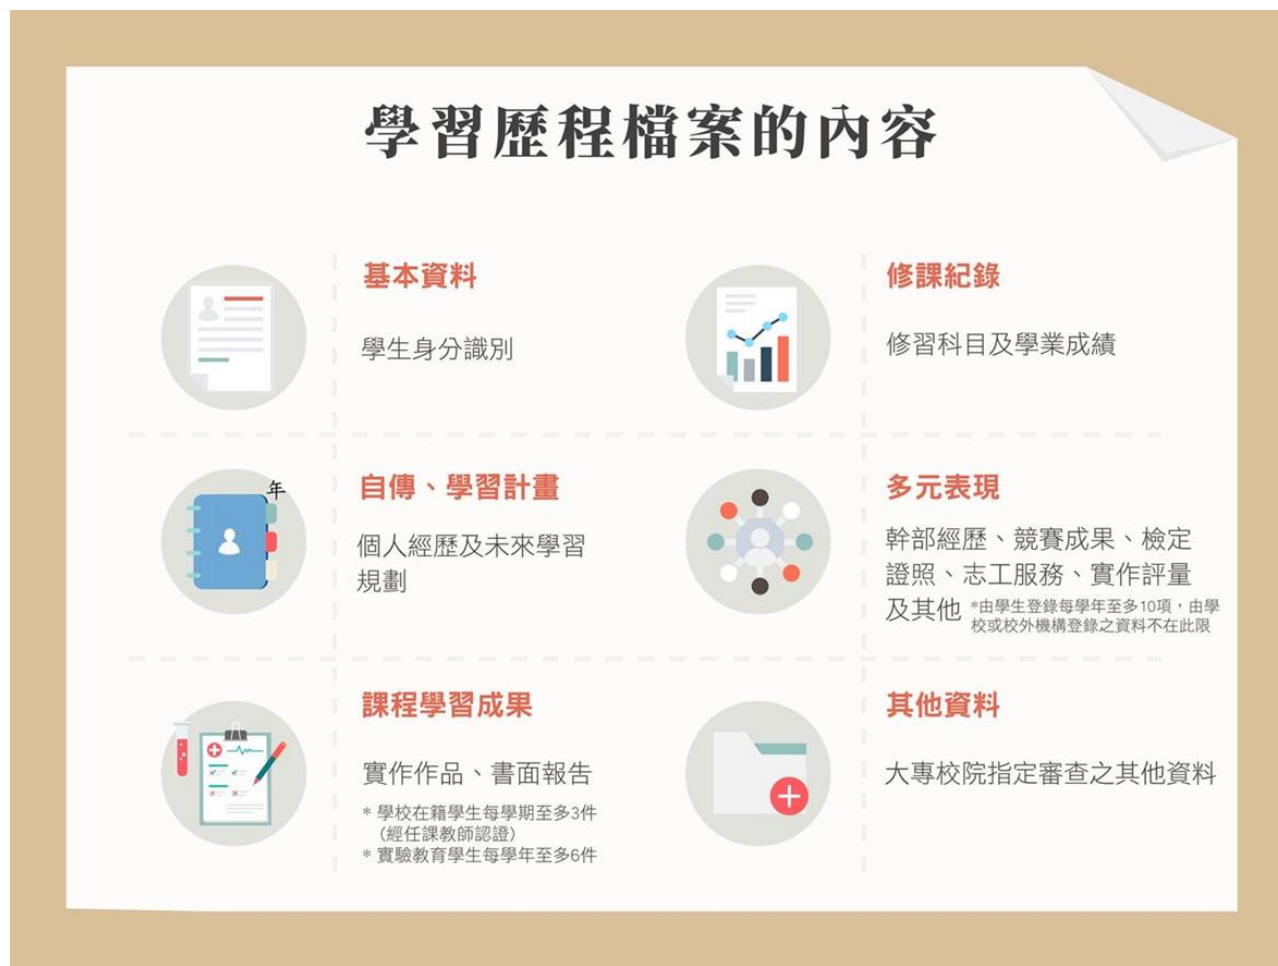 學習歷程檔案的內容
基本資料
學生身分識別
修課紀錄
修習科目及學業成績
年
自傳、學習計畫
個人經歷及未來學習
規劃
多元表現
幹部經歷、競賽成果、檢定
證照、志工服務、實作評量
及其他 *由學生登錄每學年至多10項，由學
校或校外機構登錄之資料不在此限
課程學習成果
實作作品、書面報告
* 學校在籍學生每學期至多3件
（經任課教師認證）
* 實驗教育學生每學年至多6件
其他資料
大專校院指定審查之其他資料